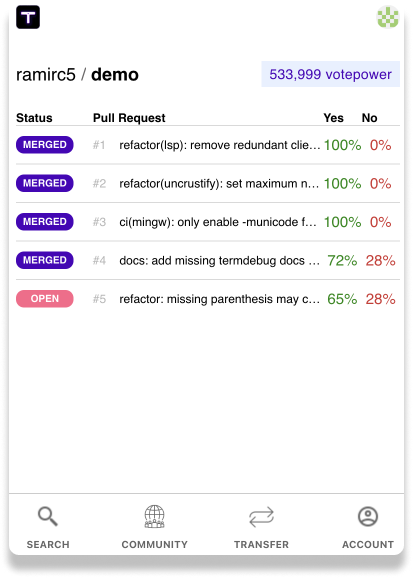 T
ramirc5 / demo
533,999 votepower
Status Pull Request Yes No
MERGED #1 refactor(lsp): remove redundant clie… 100% 0%
MERGED #2 refactor(uncrustify): set maximum n… 100% 0%
MERGED #3 ci(mingw): only enable -municode f… 100% 0%
MERGED #4 docs: add missing termdebug docs … 72% 28%
OPEN #5 refactor: missing parenthesis may c… 65% 28%
SEARCH COMMUNITY TRANSFER ACCOUNT